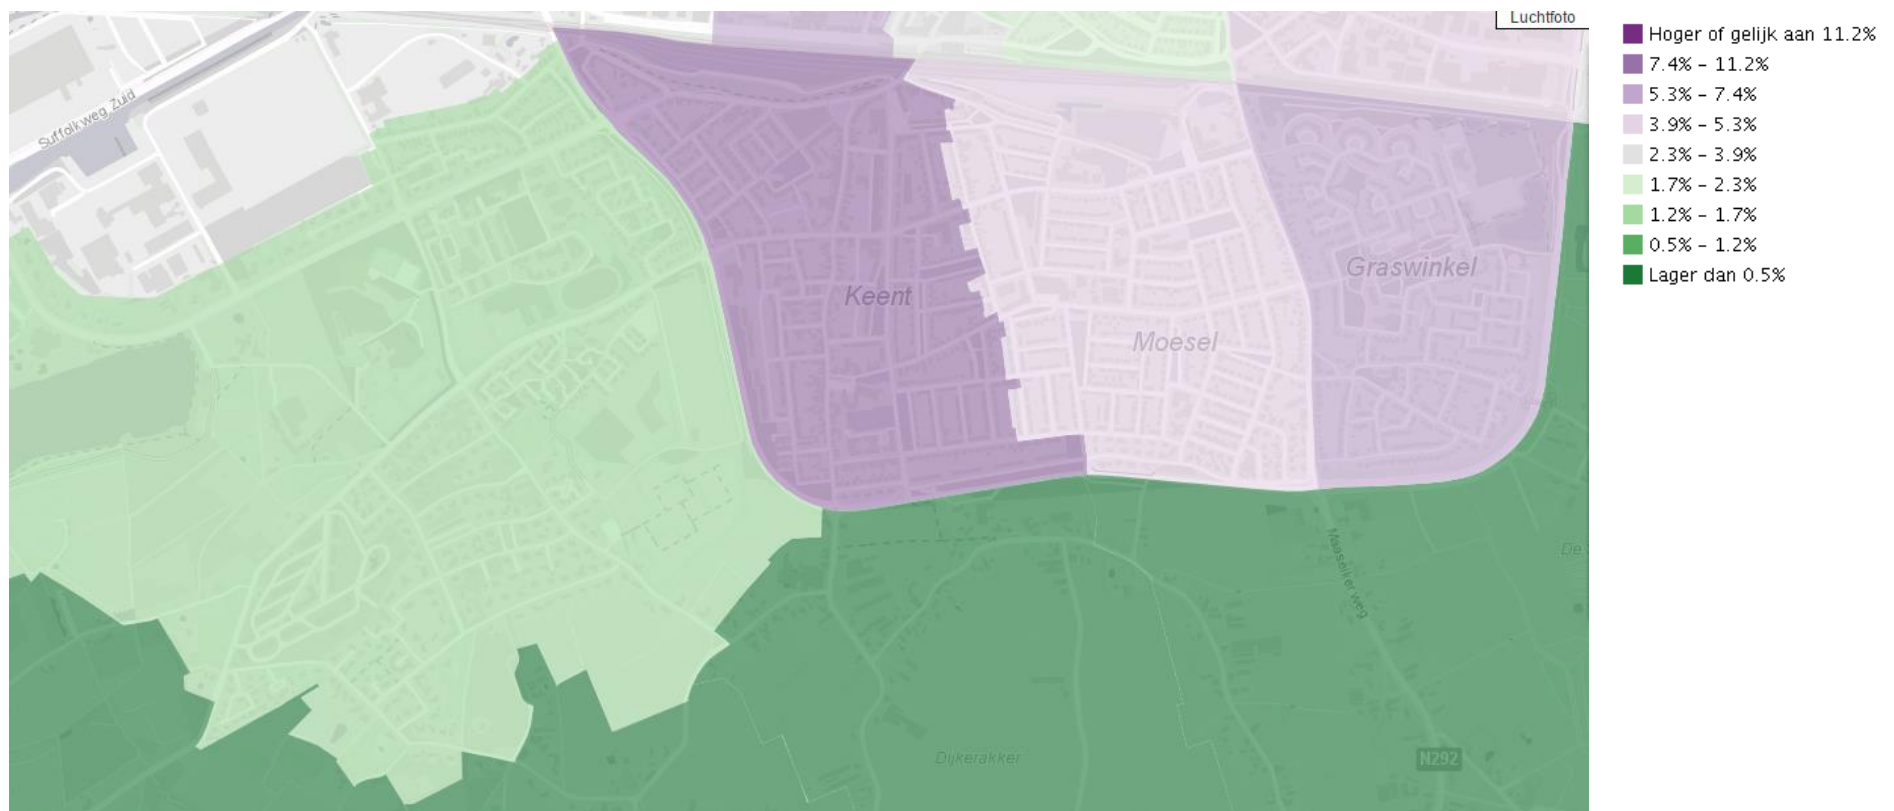 Luchtfoto
Hoger of gelijk aan 11.2%
7.4% - 11.2%
5.3% - 7.4%
3.9% - 5.3%
2.3% - 3.9%
1.7% - 2.3%
1.2% - 1.7%
0.5% - 1.2%
Lager dan 0.5%
Suffolkweg Zuid
Graswinkel
Keent
Moesel
Maaseikerweg
De
Dijkerakker
N292